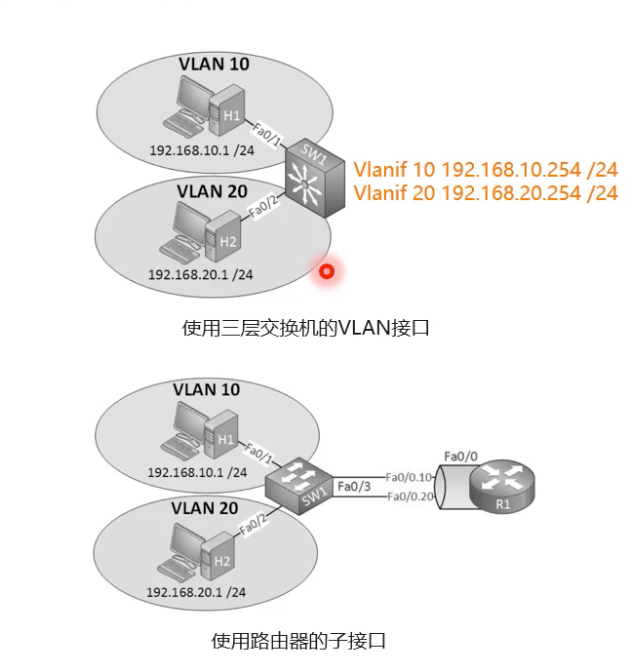 VLAN 10
H1
Fa0/1
192.168.10.1 /24
SW1
Vlanif 10 192.168.10.254 /24
Vlanif 20 192.168.20.254 /24
VLAN 20
Fa0/2
H2
192.168.20.1 /24
使用三层交换机的VLAN接口
VLAN 10
H1
Fa0/1
192.168.10.1 /24
SW1
Fa0/3
Fa0/0.10
Fa0/0.20
Fa0/0
R1
VLAN 20
Fa0/2
H2
192.168.20.1 /24
使用路由器的子接口